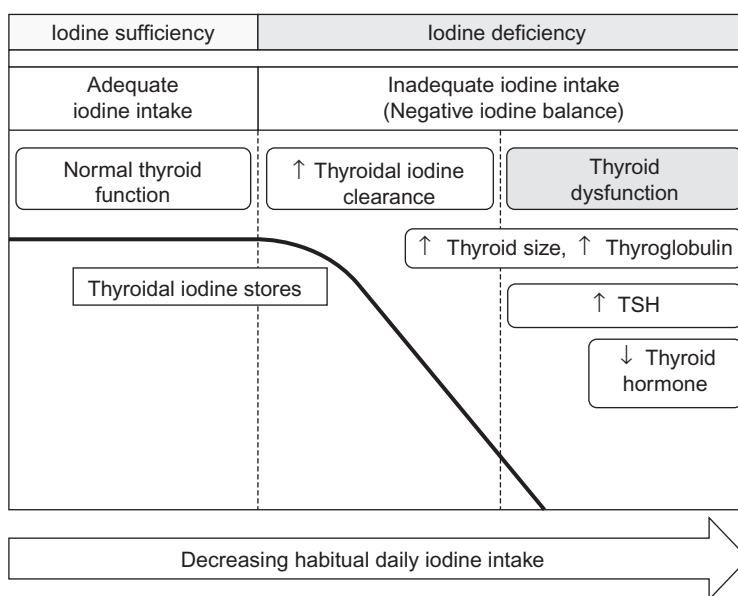 Iodine sufficiency
Iodine deficiency
Adequate
iodine intake
Inadequate iodine intake
(Negative iodine balance)
Normal thyroid
function
↑ Thyroidal iodine
clearance
Thyroid
dysfunction
↑ Thyroid size, ↑ Thyroglobulin
Thyroidal iodine stores
↑ TSH
↓ Thyroid
hormone
Decreasing habitual daily iodine intake